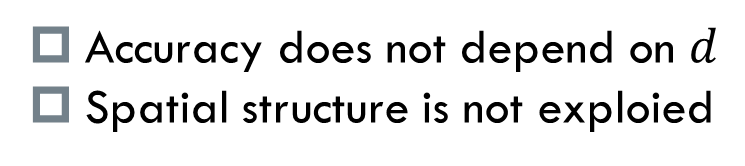 Accuracy does not depend on d
Spatial structure is not exploied